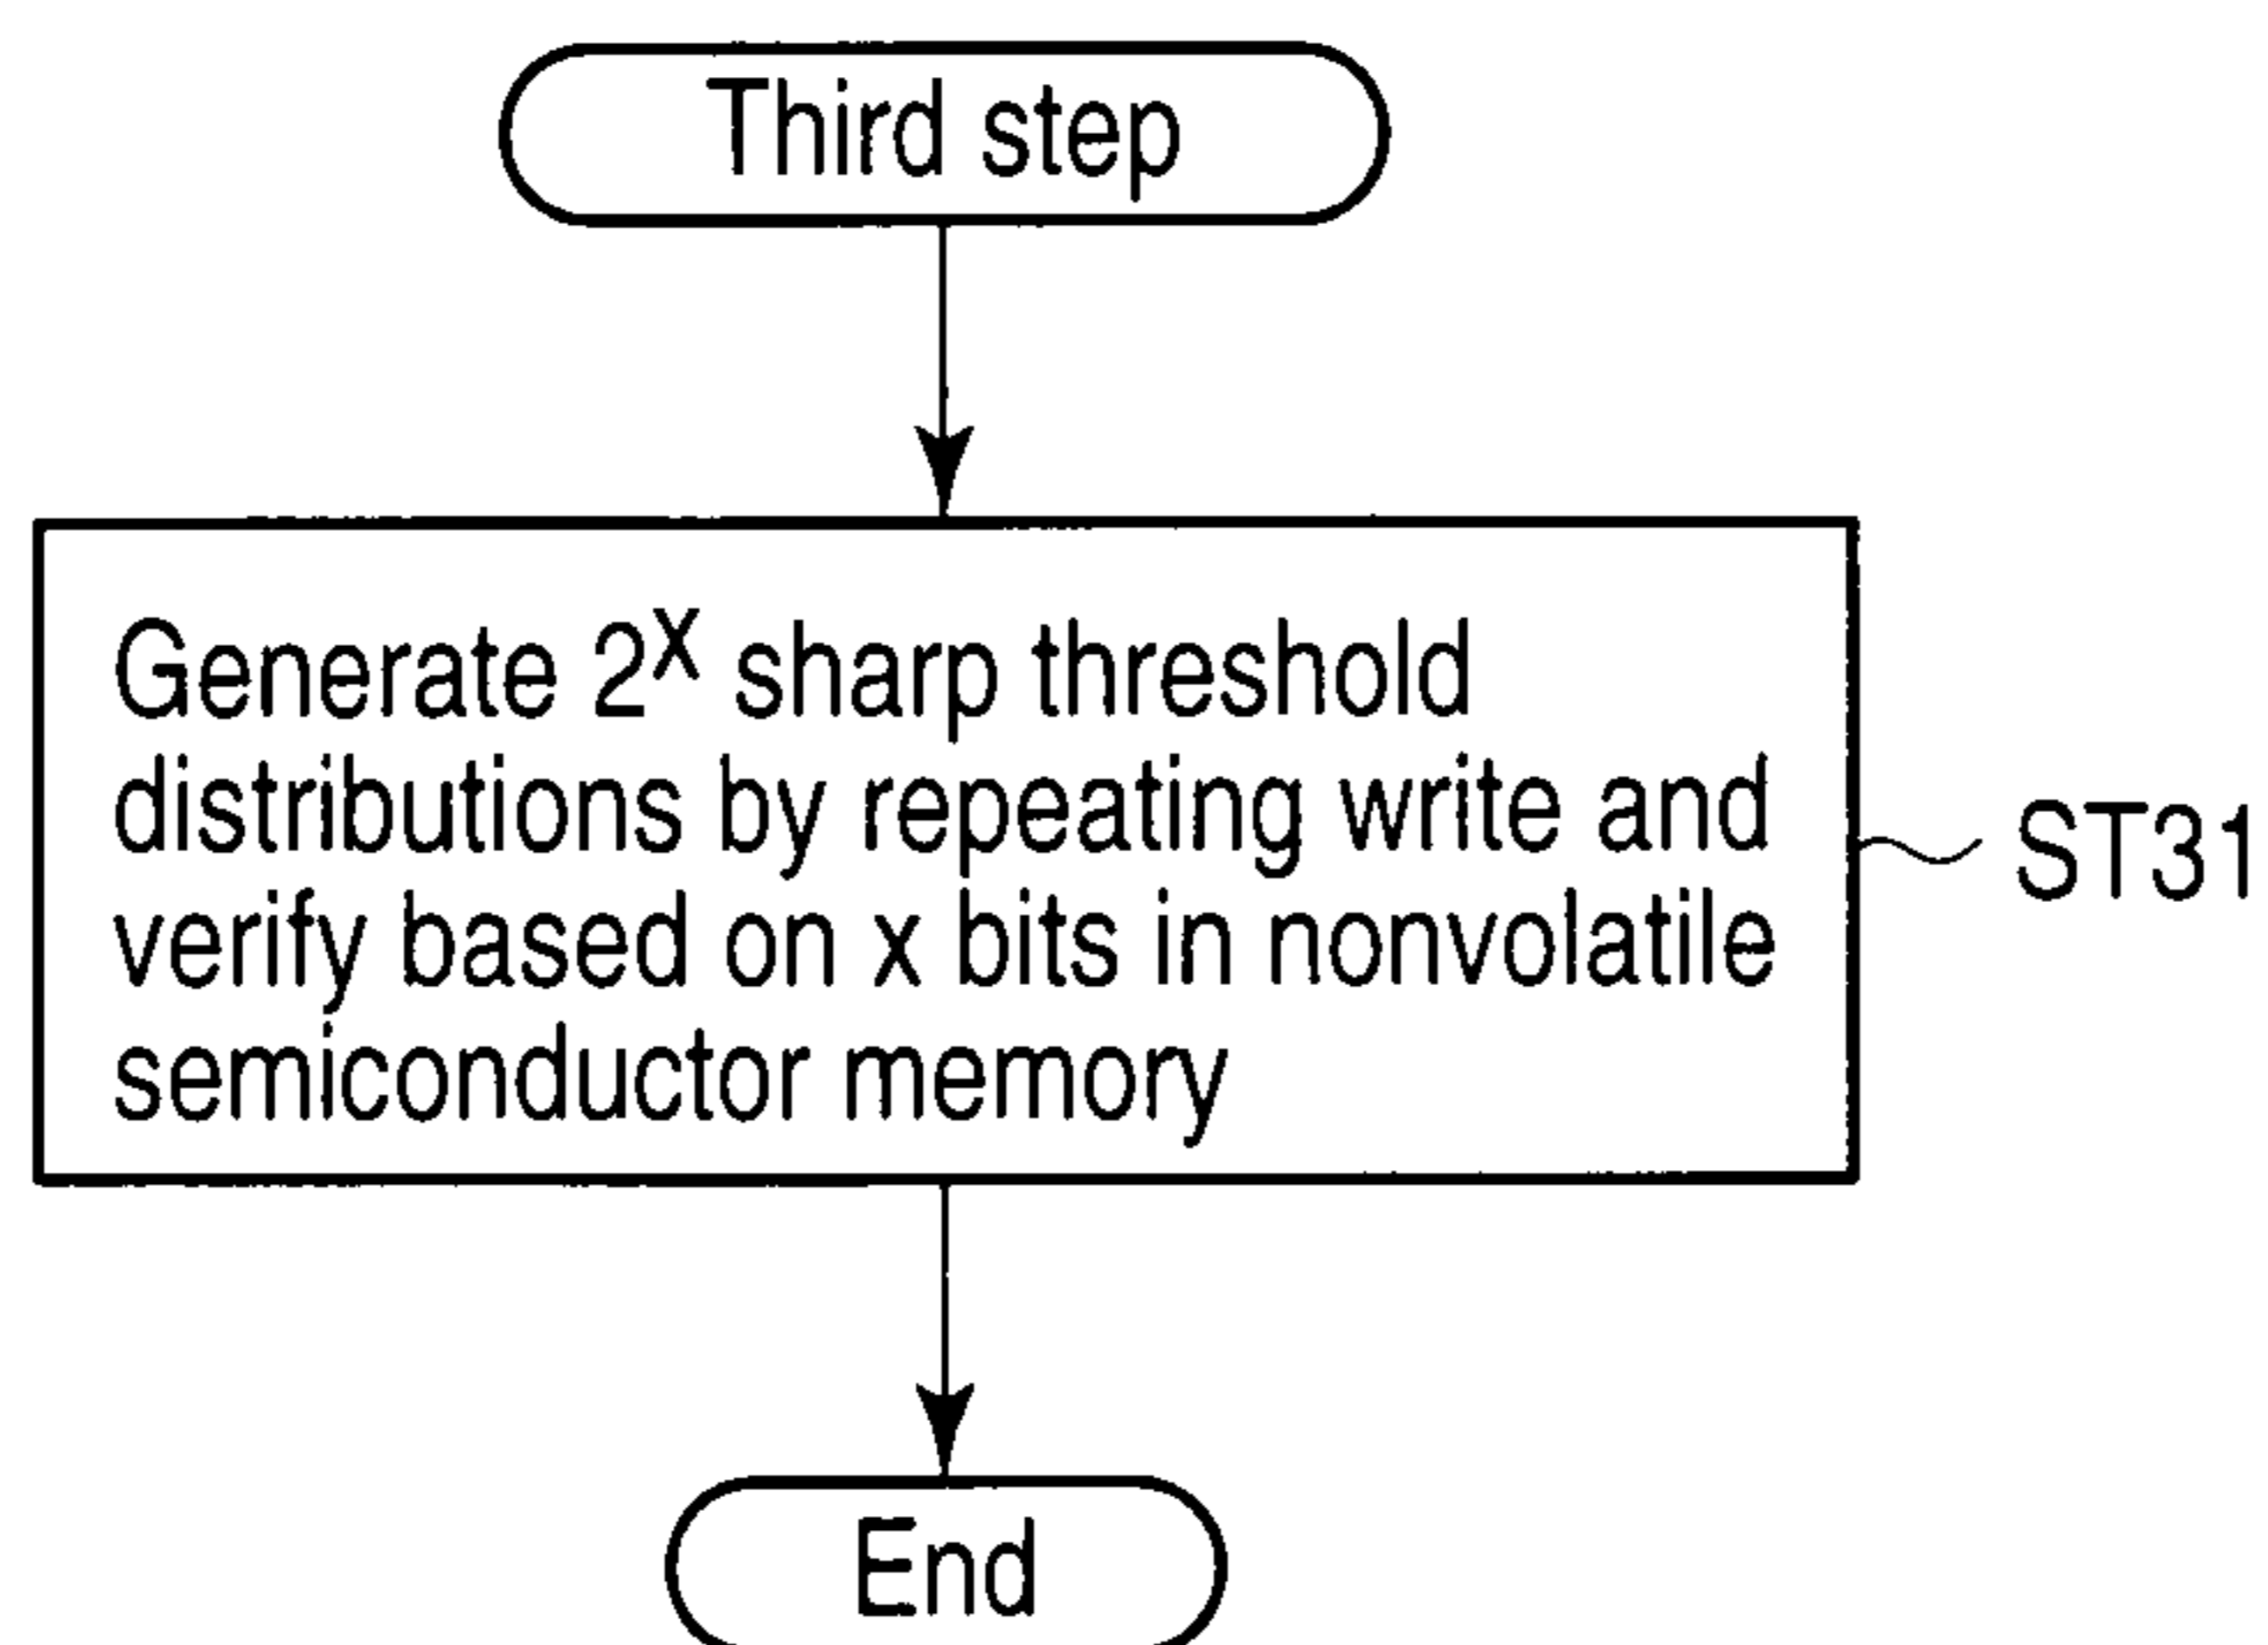 Third step
Generate 2^X sharp threshold
distributions by repeating write and
verify based on x bits in nonvolatile
semiconductor memory
ST31
End